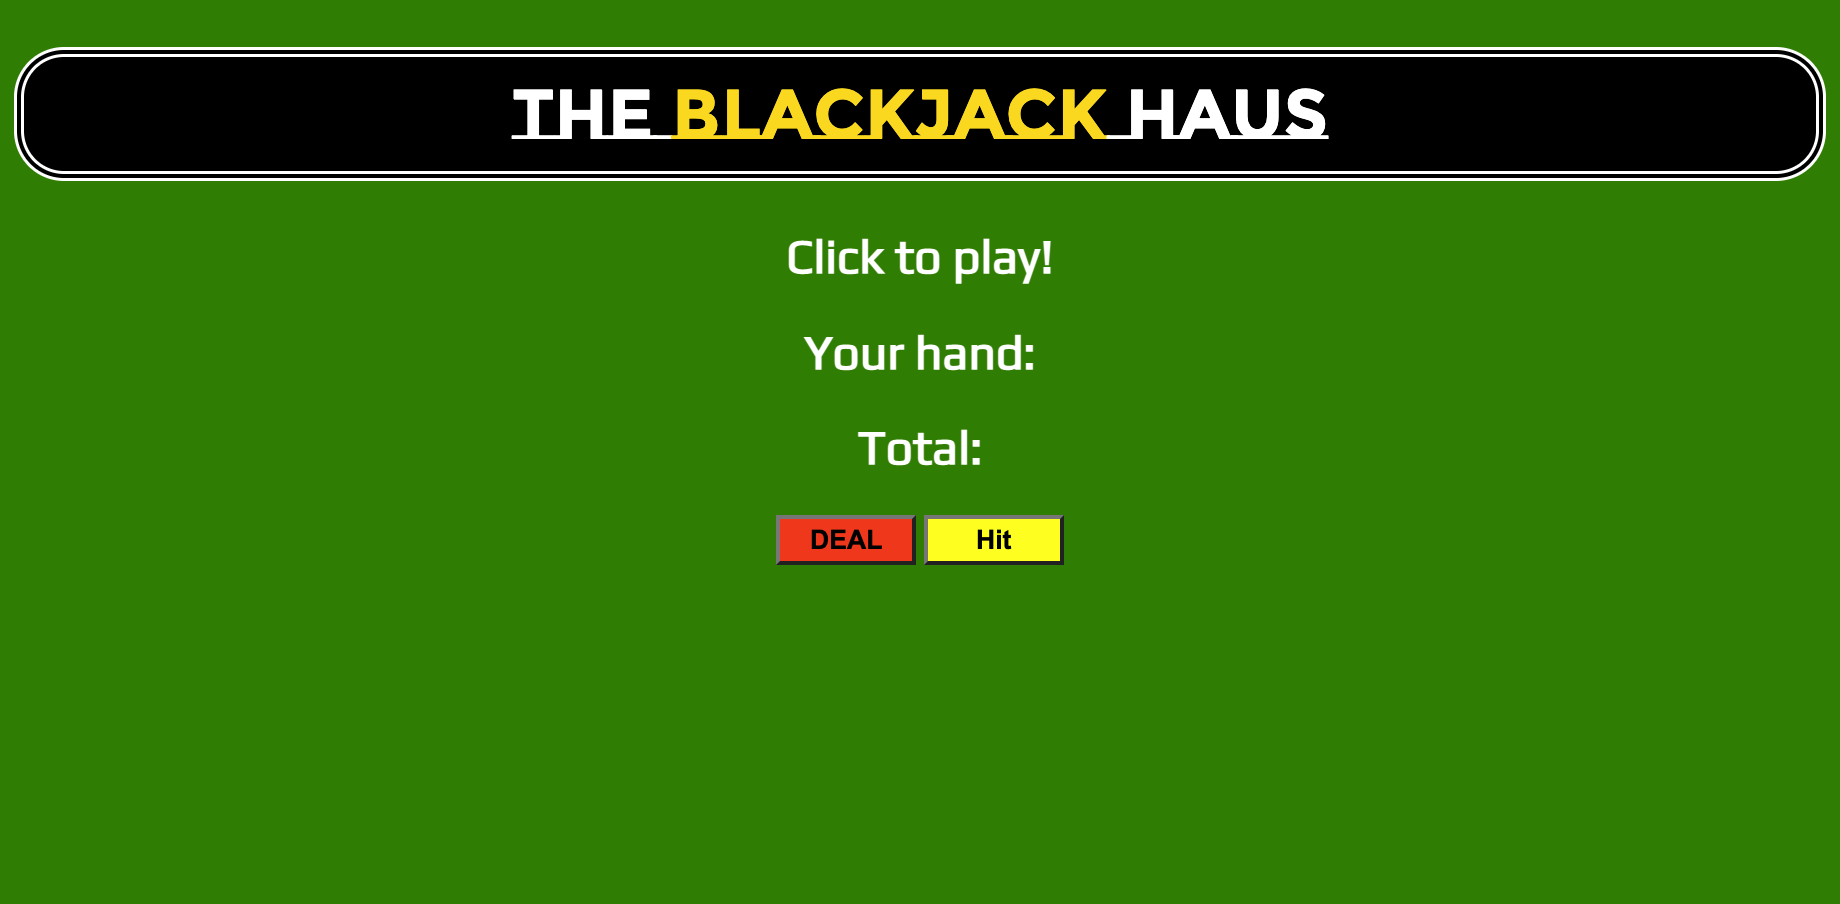 THE BLACKJACK HAUS
Click to play!
Your hand:
Total:
DEAL Hit